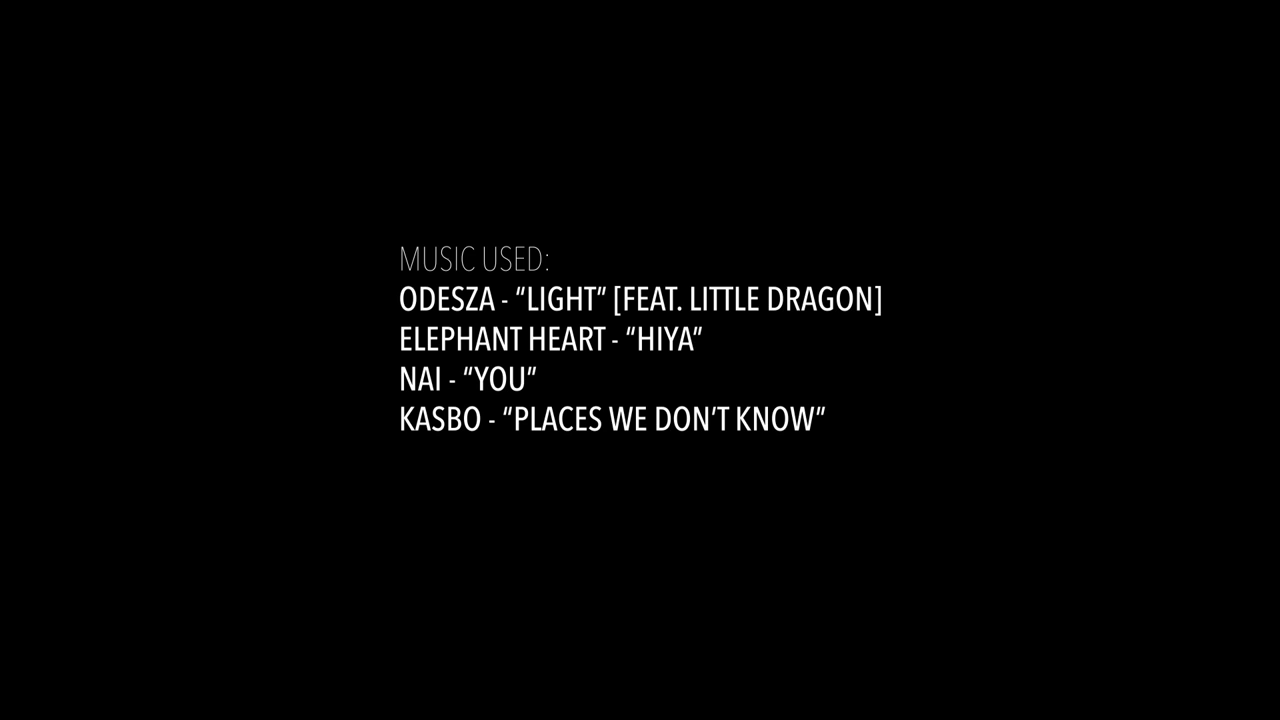 MUSIC USED:
ODESZA - “LIGHT” [FEAT. LITTLE DRAGON]
ELEPHANT HEART - “HIYA”
NAI - “YOU”
KASBO - “PLACES WE DON’T KNOW”